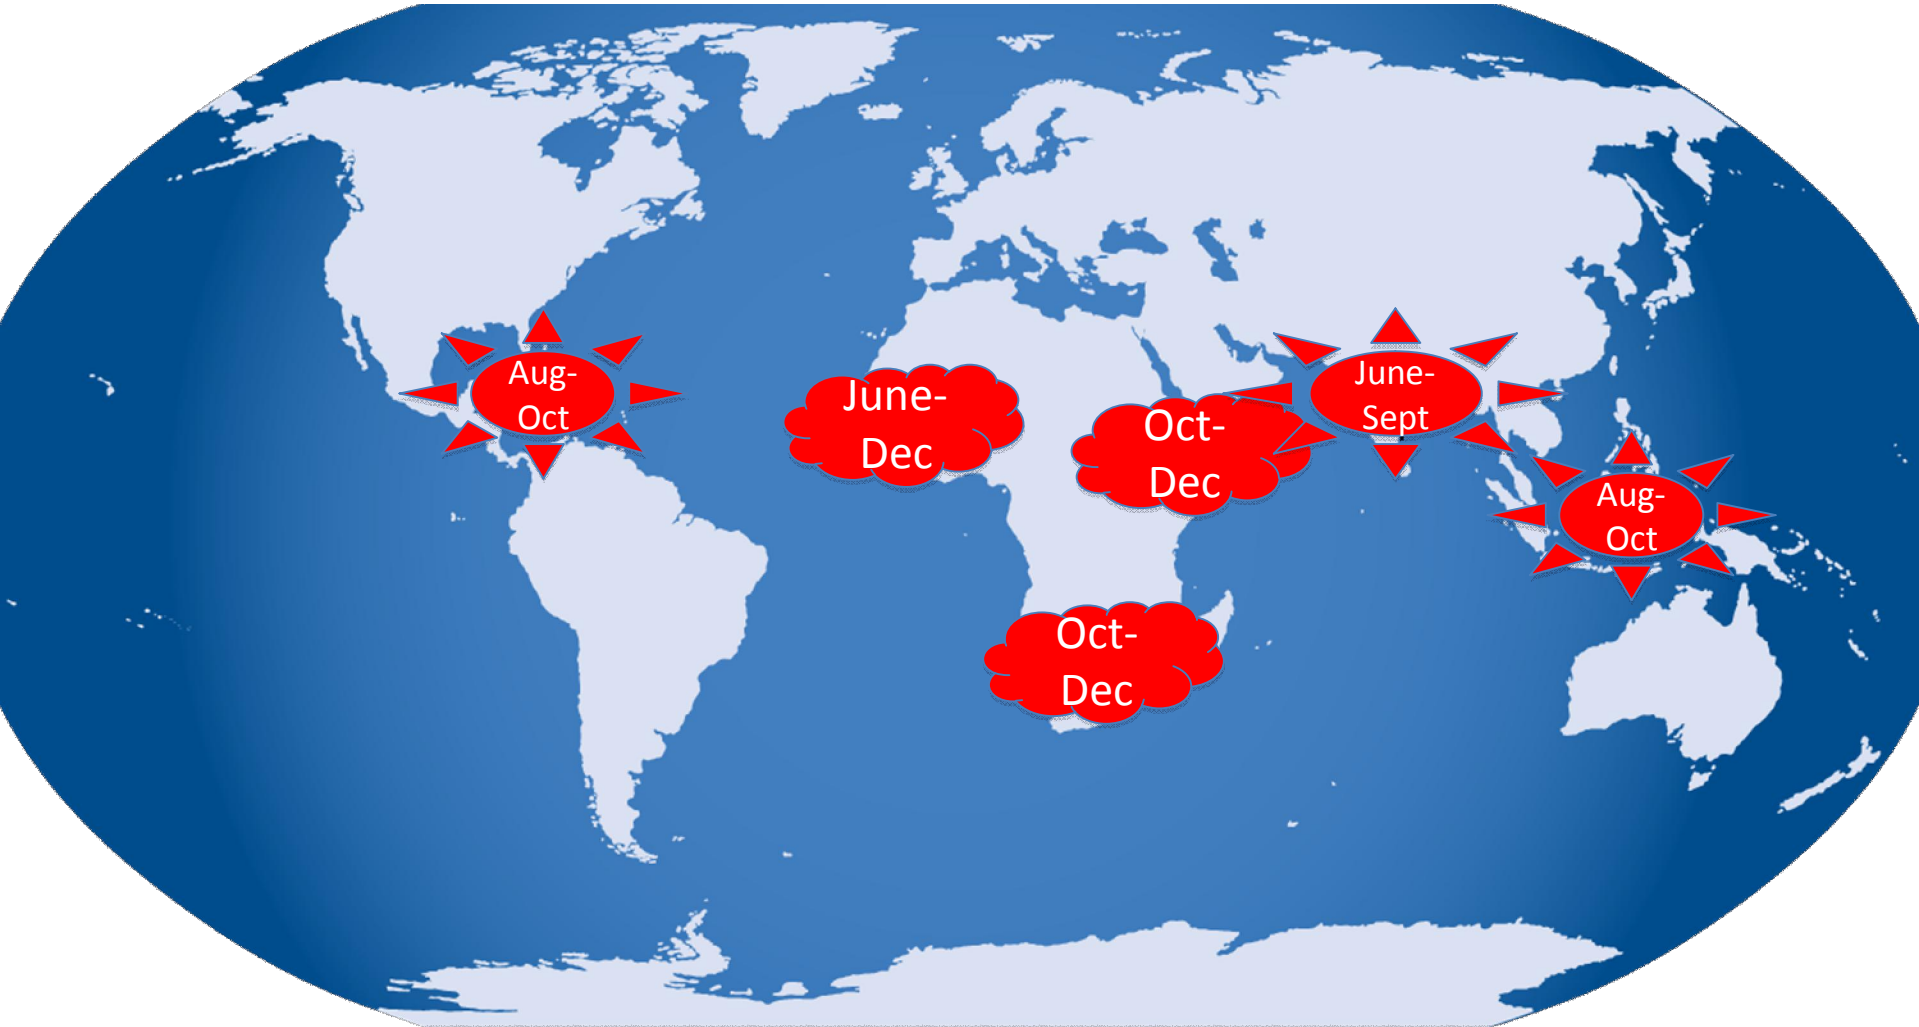 Aug-
Oct
June-
Dec
Oct-
Dec
June-
Sept
Aug-
Oct
Oct-
Dec